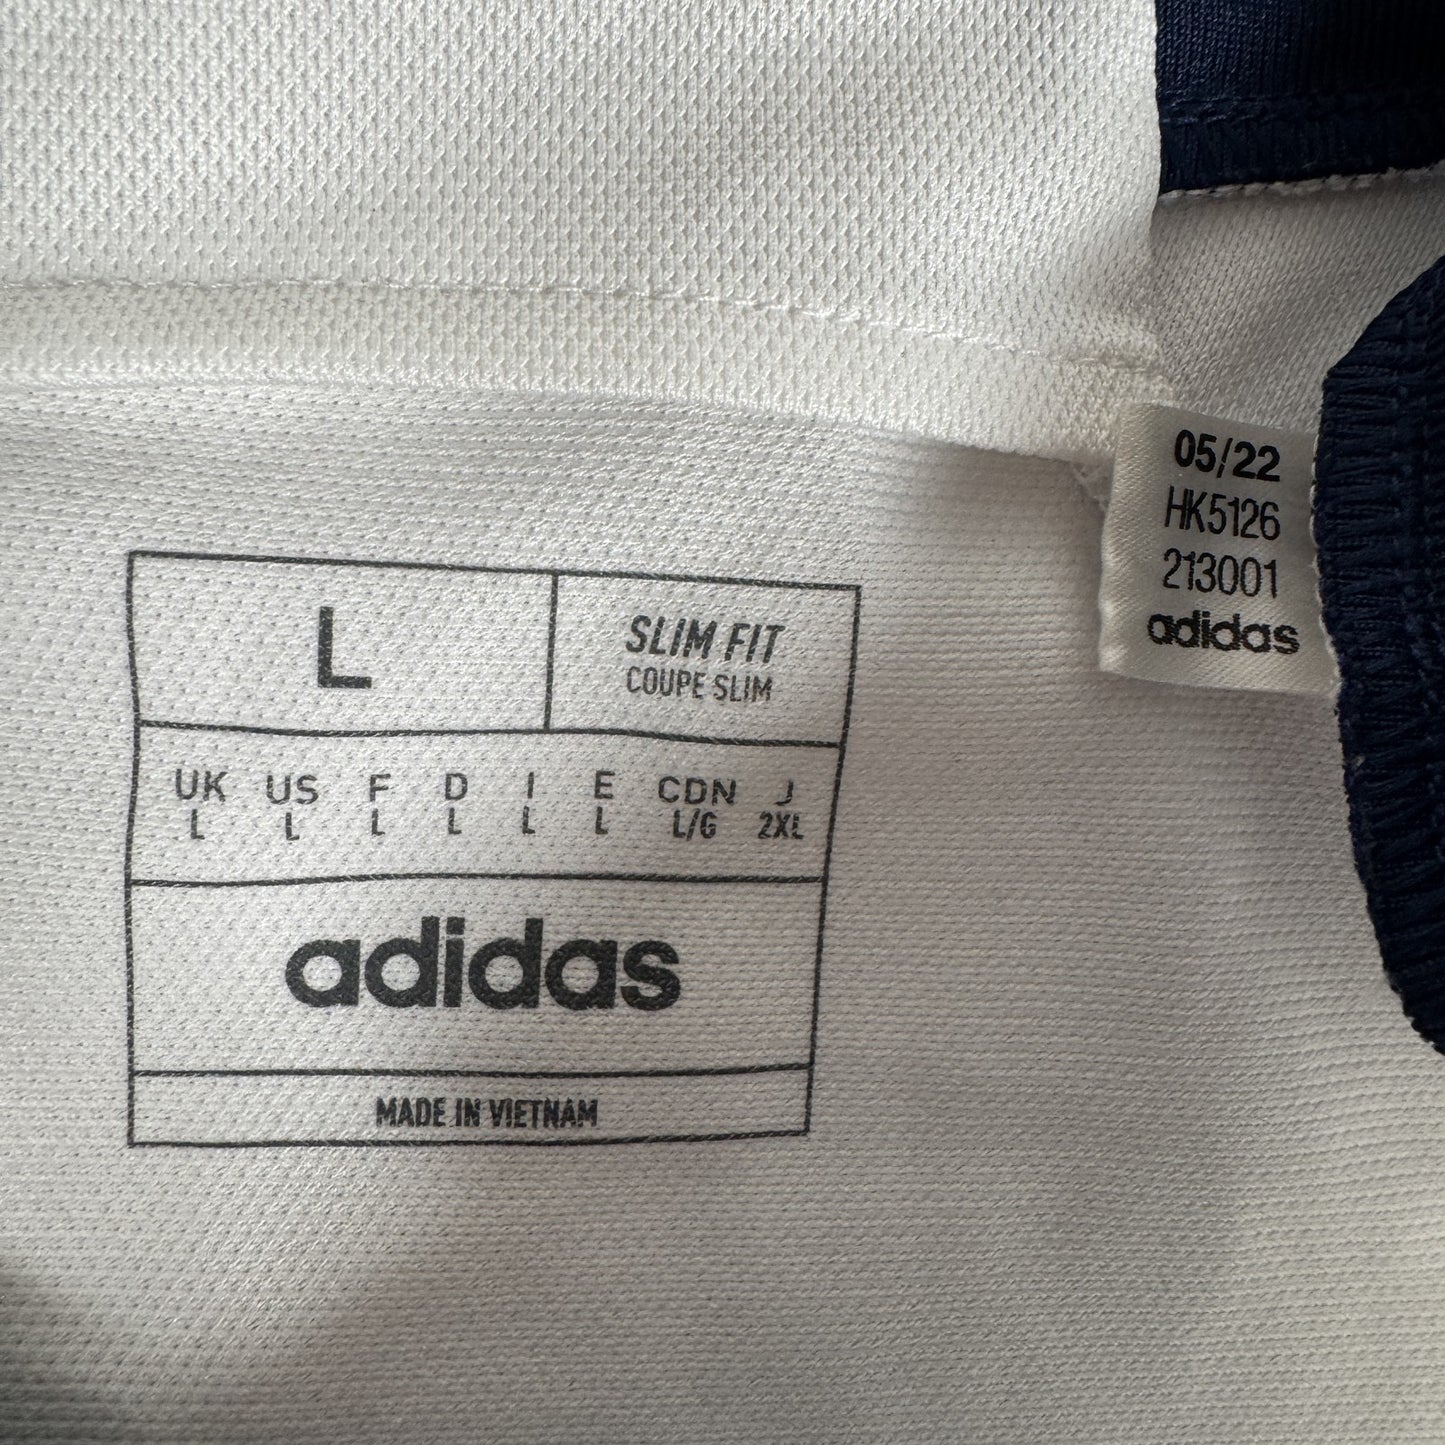 05/22
HK5126
213001
adidas
L
SLIM FIT
COUPE SLIM
UK US F D I E CDN J
L L L L L L L/G 2XL
adidas
MADE IN VIETNAM